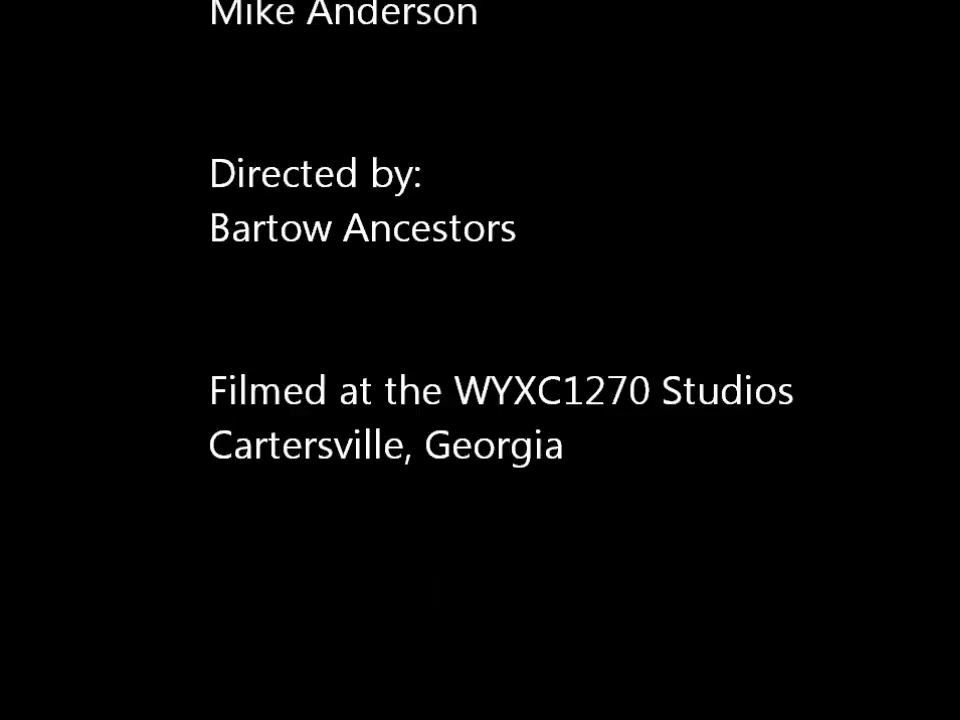 Mike Anderson
Directed by:
Bartow Ancestors
Filmed at the WYXC1270 Studios
Cartersville, Georgia